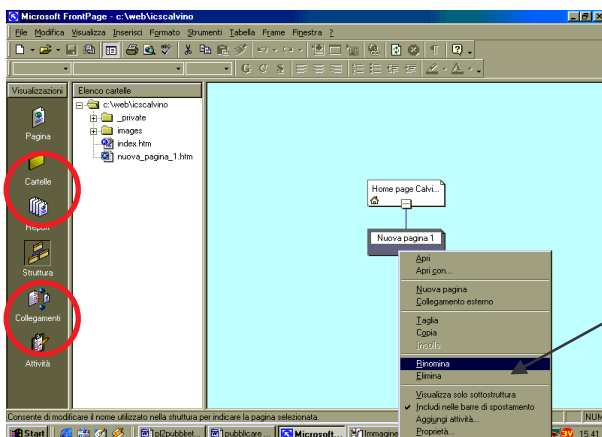 Microsoft FrontPage - c:\web\icscalvino
File Modifica Visualizza Inserisci Formato Strumenti Tabella Frame Finestra ?
G C S
Visualizzazioni
Elenco cartelle
c:\web\icscalvino
_private
images
index.htm
nuova_pagina_1.htm
Pagina
Cartelle
Report
Struttura
Collegamenti
Attività
Home page Calvi...
Nuova pagina 1
Apri
Apri con...
Nuova pagina
Collegamento esterno
Taglia
Copia
Incolla
Rinomina
Elimina
Visualizza solo sottostruttura
Includi nelle barre di spostamento
Aggiungi attività...
Proprietà...
Consente di modificare il nome utilizzato nella struttura per indicare la pagina selezionata.
NUM
Start
1pl2pubblret...
1pubblicare ...
Microsoft...
Immagine
15.41